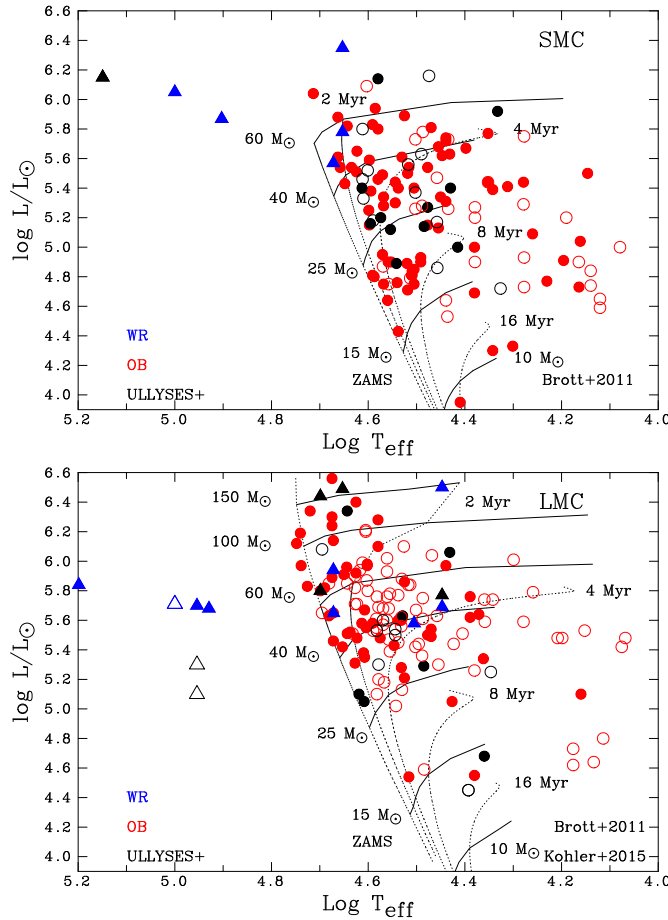 6.6
SMC
6.4
6.2
2 Myr
6.0
4 Myr
5.8
60 M⊙
5.6
40 M⊙
5.4
log L/L⊙
5.2
8 Myr
5.0
25 M⊙
4.8
4.6
16 Myr
WR
4.4
15 M⊙
10 M⊙
OB
4.2
ZAMS
Brott+2011
ULLYSES+
4.0
5.2 5.0 4.8 4.6 4.4 4.2 4.0
Log Teff
6.6
LMC
6.4
150 M⊙
2 Myr
6.2
100 M⊙
6.0
5.8
60 M⊙
4 Myr
5.6
5.4
40 M⊙
log L/L⊙
5.2
8 Myr
5.0
25 M⊙
4.8
4.6
16 Myr
WR
4.4
15 M⊙
OB
4.2
ZAMS
Brott+2011
ULLYSES+
4.0
10 M⊙
Kohler+2015
5.2 5.0 4.8 4.6 4.4 4.2 4.0
Log Teff